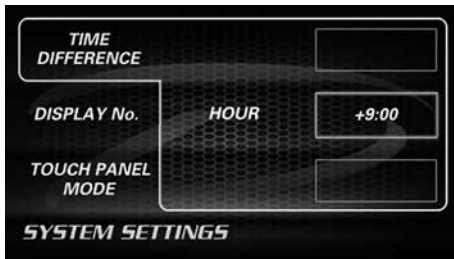 TIME
DIFFERENCE
DISPLAY No.
HOUR
+9:00
TOUCH PANEL
MODE
SYSTEM SETTINGS